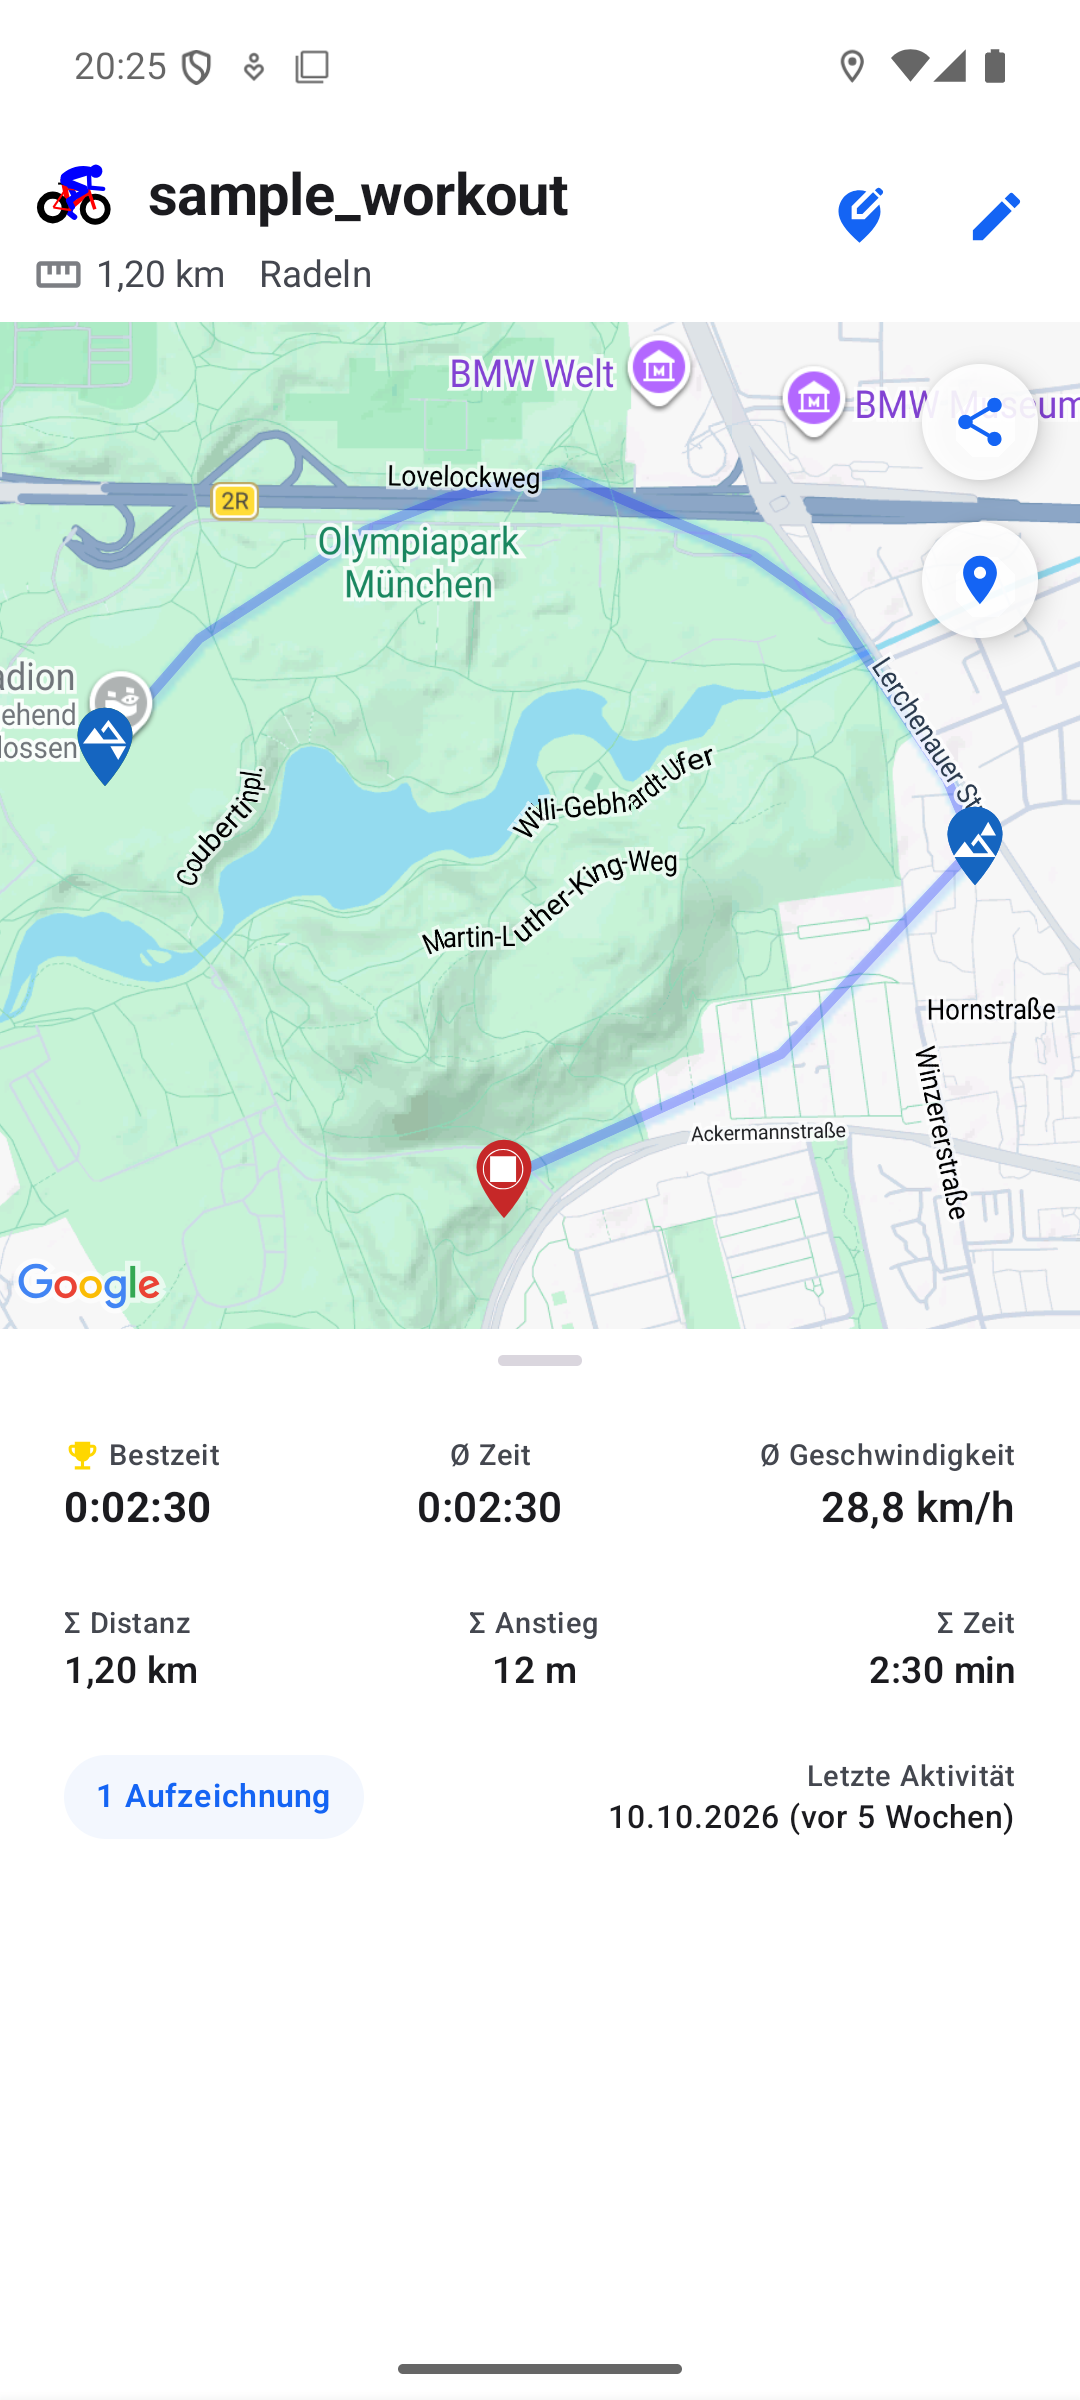 20:25
sample_workout
1,20 km Radeln
BMW Welt
BMW Museum
Lovelockweg
2R
Olympiapark
München
adion
ehend
lossen
Lerchenauer St
Coubertinpl.
Willi-Gebhardt-Ufer
Martin-Luther-King-Weg
Hornstraße
Winzererstraße
Ackermannstraße
Google
Bestzeit
0:02:30
Ø Zeit
0:02:30
Ø Geschwindigkeit
28,8 km/h
Σ Distanz
1,20 km
Σ Anstieg
12 m
Σ Zeit
2:30 min
1 Aufzeichnung
Letzte Aktivität
10.10.2026 (vor 5 Wochen)